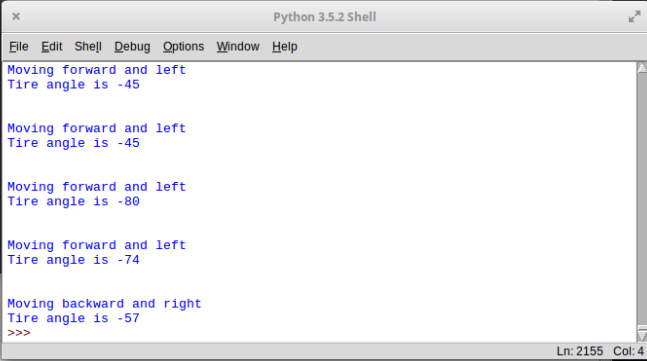 Python 3.5.2 Shell
File Edit Shell Debug Options Window Help
Moving forward and left
Tire angle is -45
Moving forward and left
Tire angle is -45
Moving forward and left
Tire angle is -80
Moving forward and left
Tire angle is -74
Moving backward and right
Tire angle is -57
>>>
Ln: 2155 Col: 4